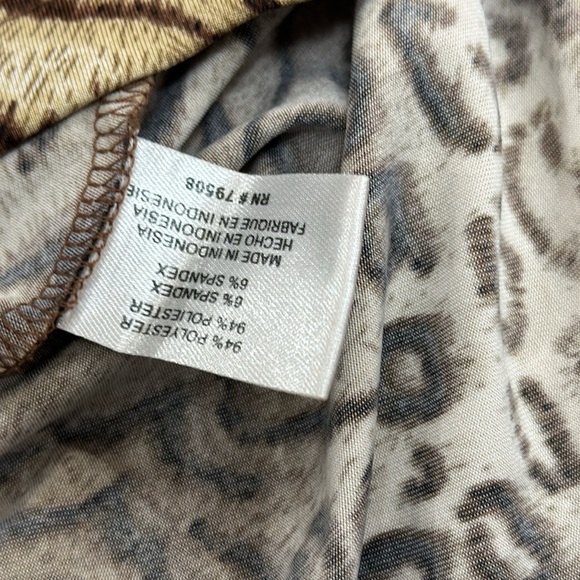 94% POLYESTER
94% POLIESTER
6% SPANDEX
6% SPANDEX
MADE IN INDONESIA
HECHO EN INDONESIA
FABRIQUE EN INDONESIE
RN # 79508